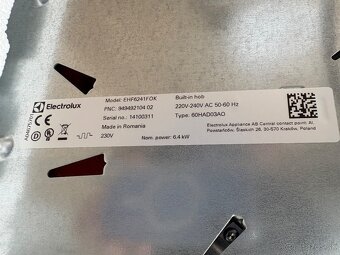 Electrolux
Model: EHF6241FOK
PNC: 949492104 02
Serial no.: 14100311
Made in Romania
230V
Nom. power: 6,4 kW
Built-in hob
220V-240V AC 50-60 Hz
Type: 60HAD03AO
Electrolux Appliance AB Central contact point: Al.
Powstańców, Śląskich 26, 30-570 Kraków, Poland